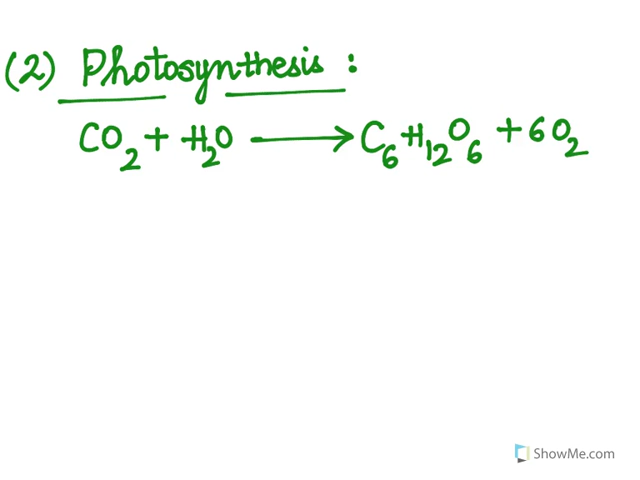 (2) Photosynthesis :
CO₂ + H₂O ⟶ C₆H₁₂O₆ + 6O₂
ShowMe.com